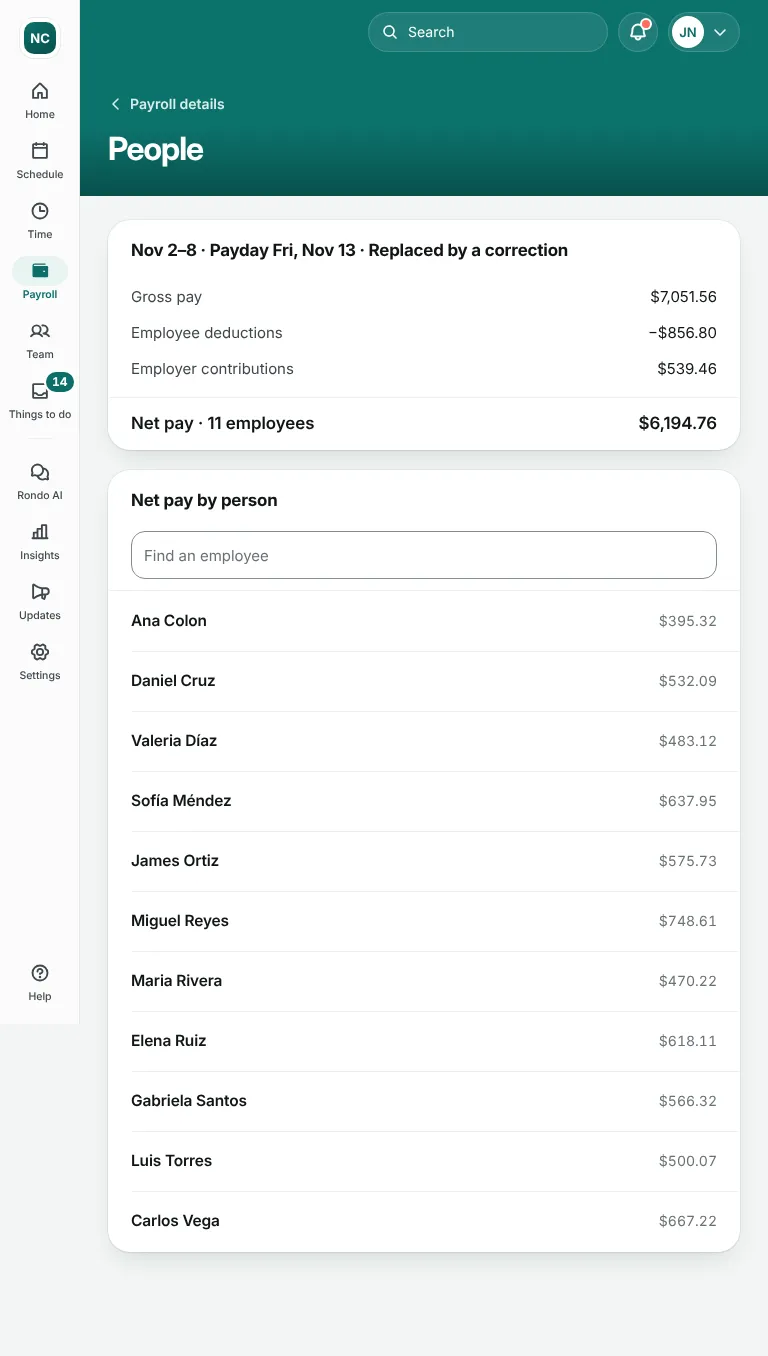 NC
Search
JN
Home
Schedule
Time
Payroll
Team
14
Things to do
Rondo AI
Insights
Updates
Settings
Help
Payroll details
People
Nov 2–8 · Payday Fri, Nov 13 · Replaced by a correction
Gross pay $7,051.56
Employee deductions −$856.80
Employer contributions $539.46
Net pay · 11 employees $6,194.76
Net pay by person
Find an employee
Ana Colon $395.32
Daniel Cruz $532.09
Valeria Díaz $483.12
Sofía Méndez $637.95
James Ortiz $575.73
Miguel Reyes $748.61
Maria Rivera $470.22
Elena Ruiz $618.11
Gabriela Santos $566.32
Luis Torres $500.07
Carlos Vega $667.22